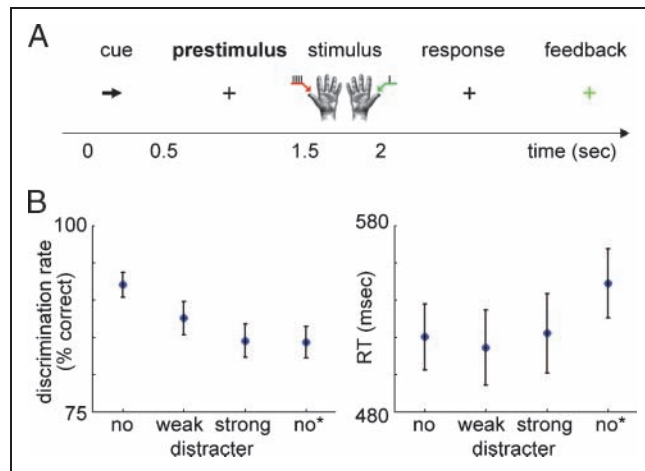 A
cue prestimulus stimulus response feedback
0 0.5 1.5 2 time (sec)
B
100
discrimination rate
(% correct)
75
no weak strong no*
distracter
580
RT (msec)
480
no weak strong no*
distracter